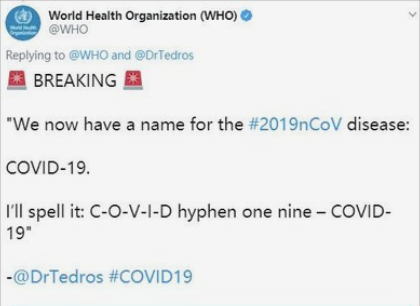 World Health Organization (WHO)
@WHO
Replying to @WHO and @DrTedros
🚨 BREAKING 🚨
"We now have a name for the #2019nCoV disease:
COVID-19.
I'll spell it: C-O-V-I-D hyphen one nine – COVID-
19"
-@DrTedros #COVID19